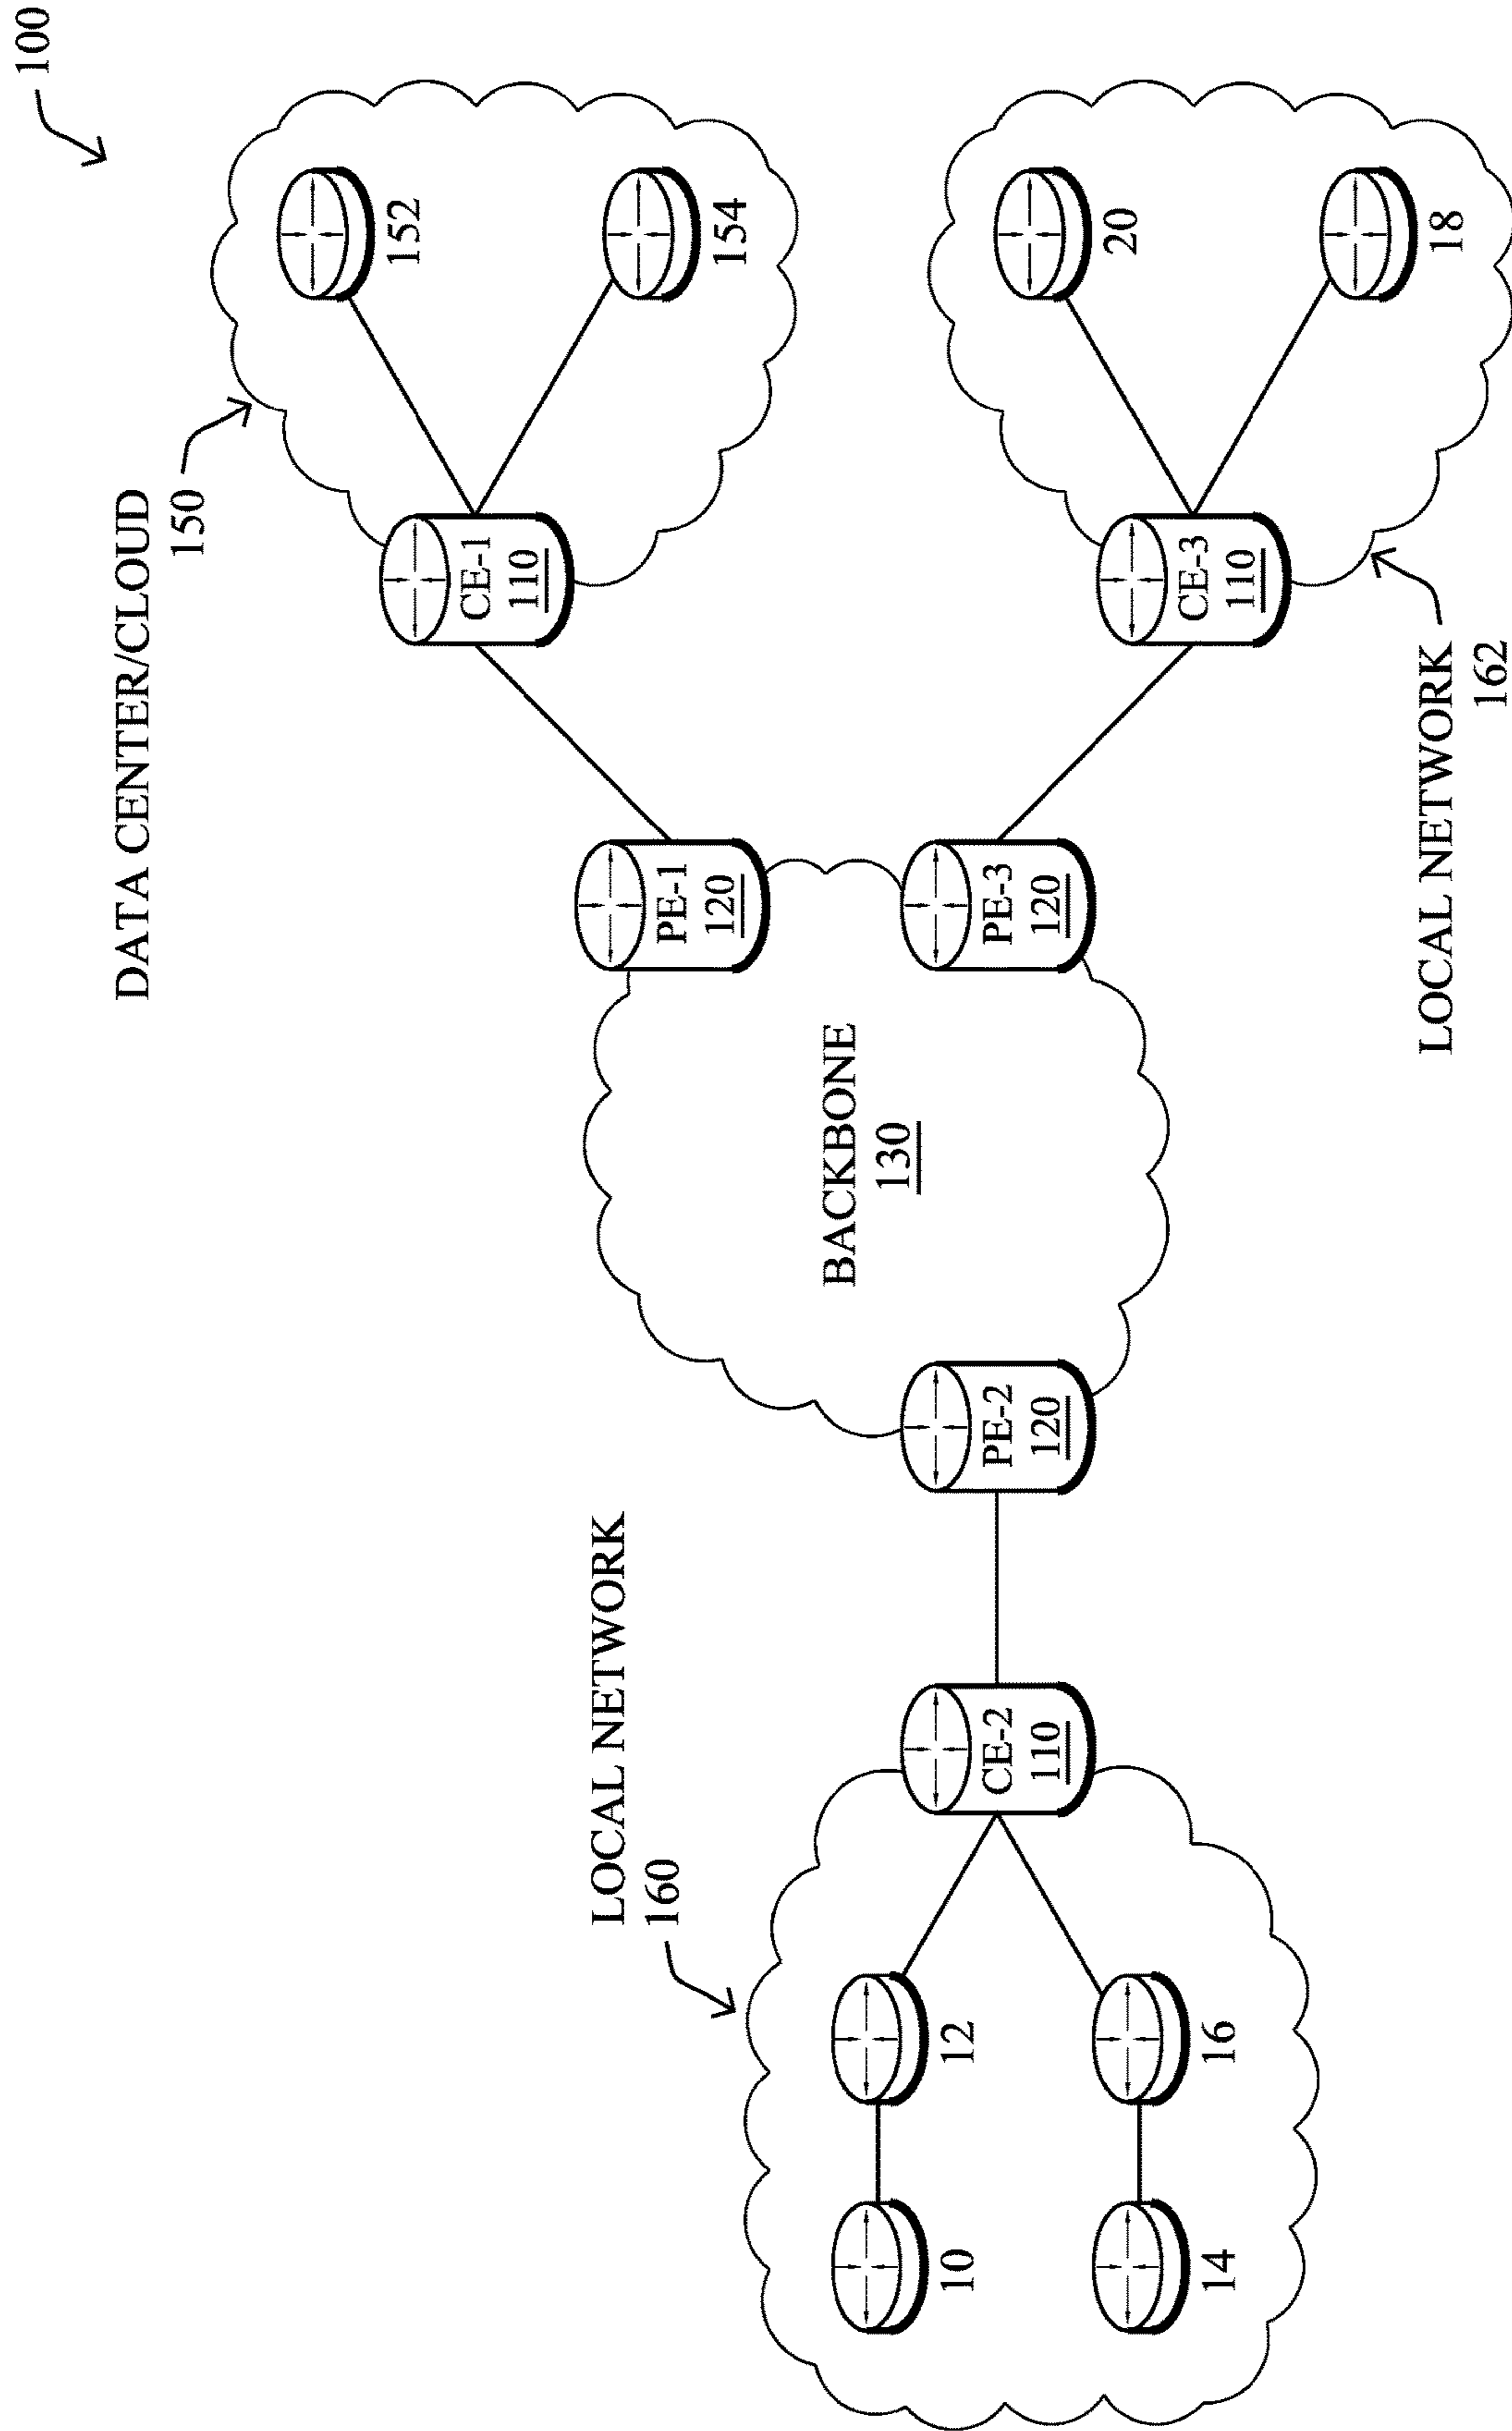 100
DATA CENTER/CLOUD
150
152
154
CE-1
110
PE-1
120
BACKBONE
130
PE-3
120
CE-3
110
20
18
LOCAL NETWORK
162
LOCAL NETWORK
160
PE-2
120
CE-2
110
12
10
16
14